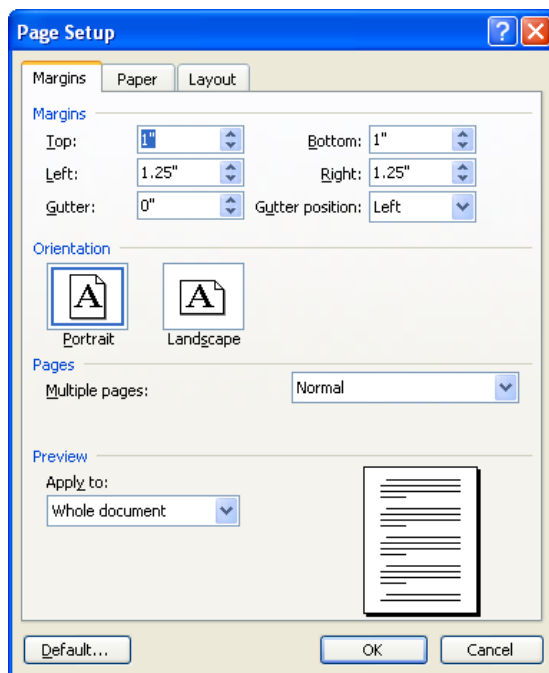 Page Setup
Margins Paper Layout
Margins
Top: 1" Bottom: 1"
Left: 1.25" Right: 1.25"
Gutter: 0" Gutter position: Left
Orientation
A A
Portrait Landscape
Pages
Multiple pages: Normal
Preview
Apply to:
Whole document
Default... OK Cancel